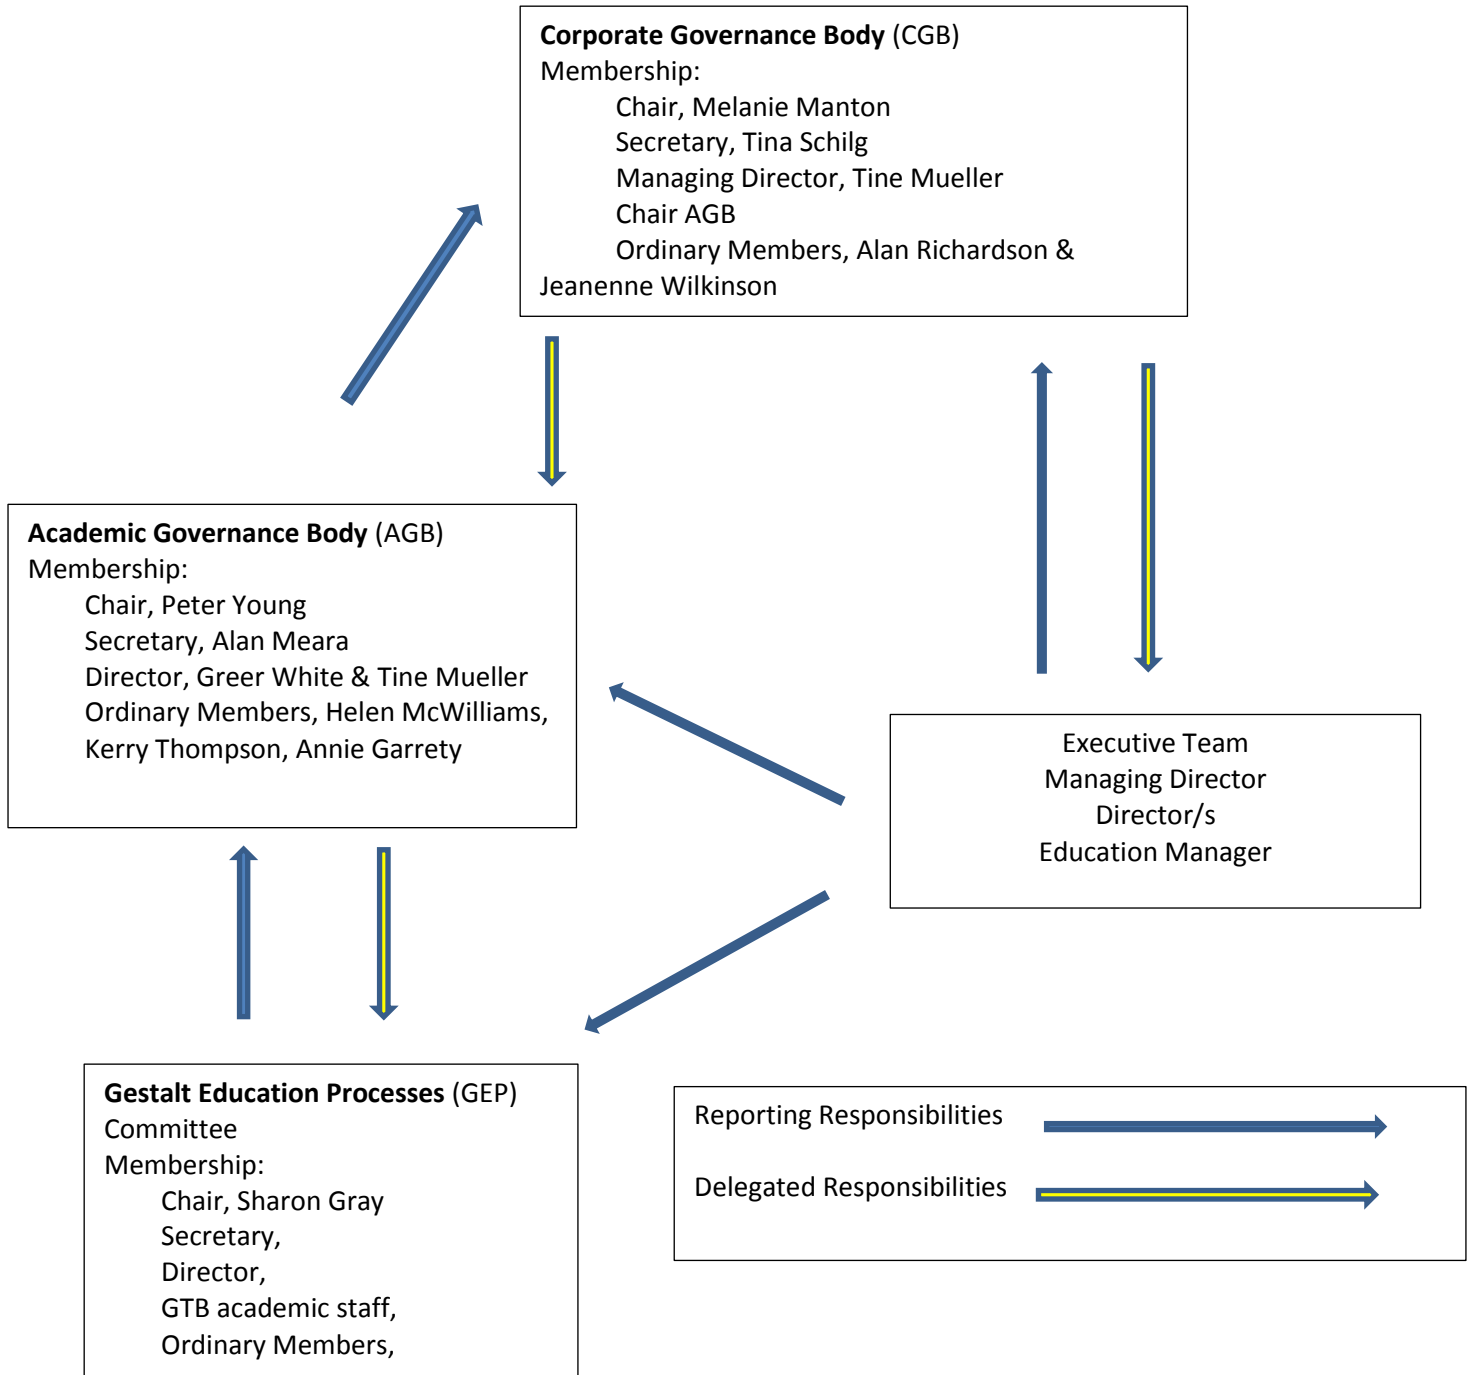 Corporate Governance Body (CGB)
Membership:
Chair, Melanie Manton
Secretary, Tina Schilg
Managing Director, Tine Mueller
Chair AGB
Ordinary Members, Alan Richardson &
Jeanenne Wilkinson
Academic Governance Body (AGB)
Membership:
Chair, Peter Young
Secretary, Alan Meara
Director, Greer White & Tine Mueller
Ordinary Members, Helen McWilliams,
Kerry Thompson, Annie Garrety
Executive Team
Managing Director
Director/s
Education Manager
Gestalt Education Processes (GEP)
Committee
Membership:
Chair, Sharon Gray
Secretary,
Director,
GTB academic staff,
Ordinary Members,
Reporting Responsibilities
Delegated Responsibilities